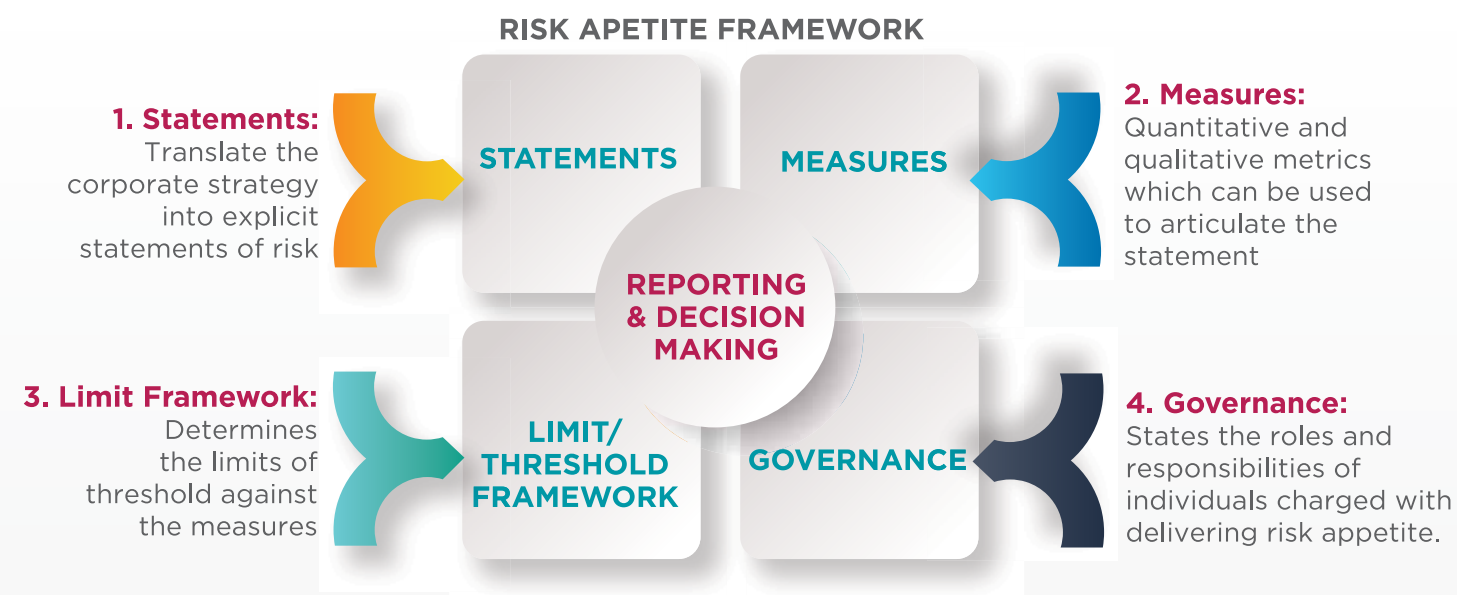 RISK APETITE FRAMEWORK
1. Statements:
Translate the
corporate strategy
into explicit
statements of risk
STATEMENTS
MEASURES
2. Measures:
Quantitative and
qualitative metrics
which can be used
to articulate the
statement
REPORTING
& DECISION
MAKING
3. Limit Framework:
Determines
the limits of
threshold against
the measures
LIMIT/
THRESHOLD
FRAMEWORK
GOVERNANCE
4. Governance:
States the roles and
responsibilities of
individuals charged with
delivering risk appetite.